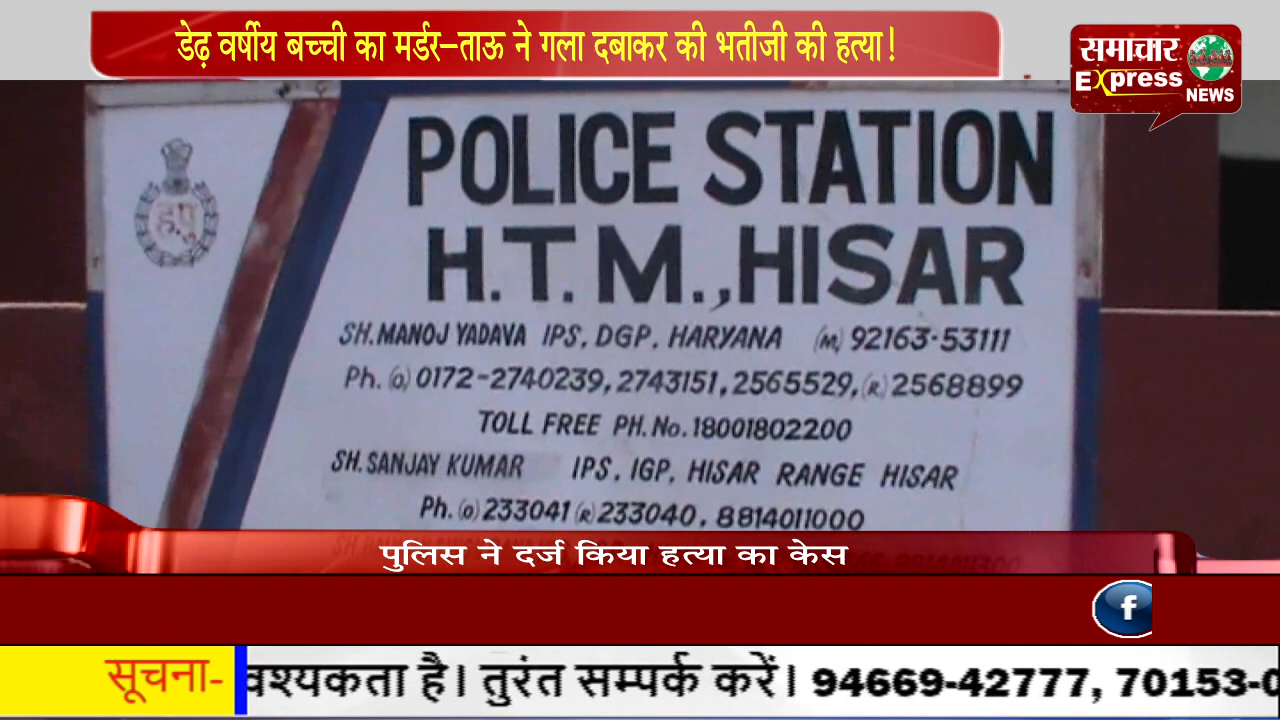 डेढ़ वर्षीय बच्ची का मर्डर-ताऊ ने गला दबाकर की भतीजी की हत्या!
समाचार
Express
NEWS
POLICE STATION
H.T.M.,HISAR
ह.पु
SH.MANOJ YADAVA IPS, DGP. HARYANA (M) 92163-53111
Ph. (O) 0172-2740239, 2743151, 2565529, (R) 2568899
TOLL FREE PH.No.18001802200
SH.SANJAY KUMAR IPS, IGP, HISAR RANGE HISAR
Ph. (O) 233041 (R) 233040, 8814011000
पुलिस ने दर्ज किया हत्या का केस
f
सूचना- वश्यकता है। तुरंत सम्पर्क करें। 94669-42777, 70153-0